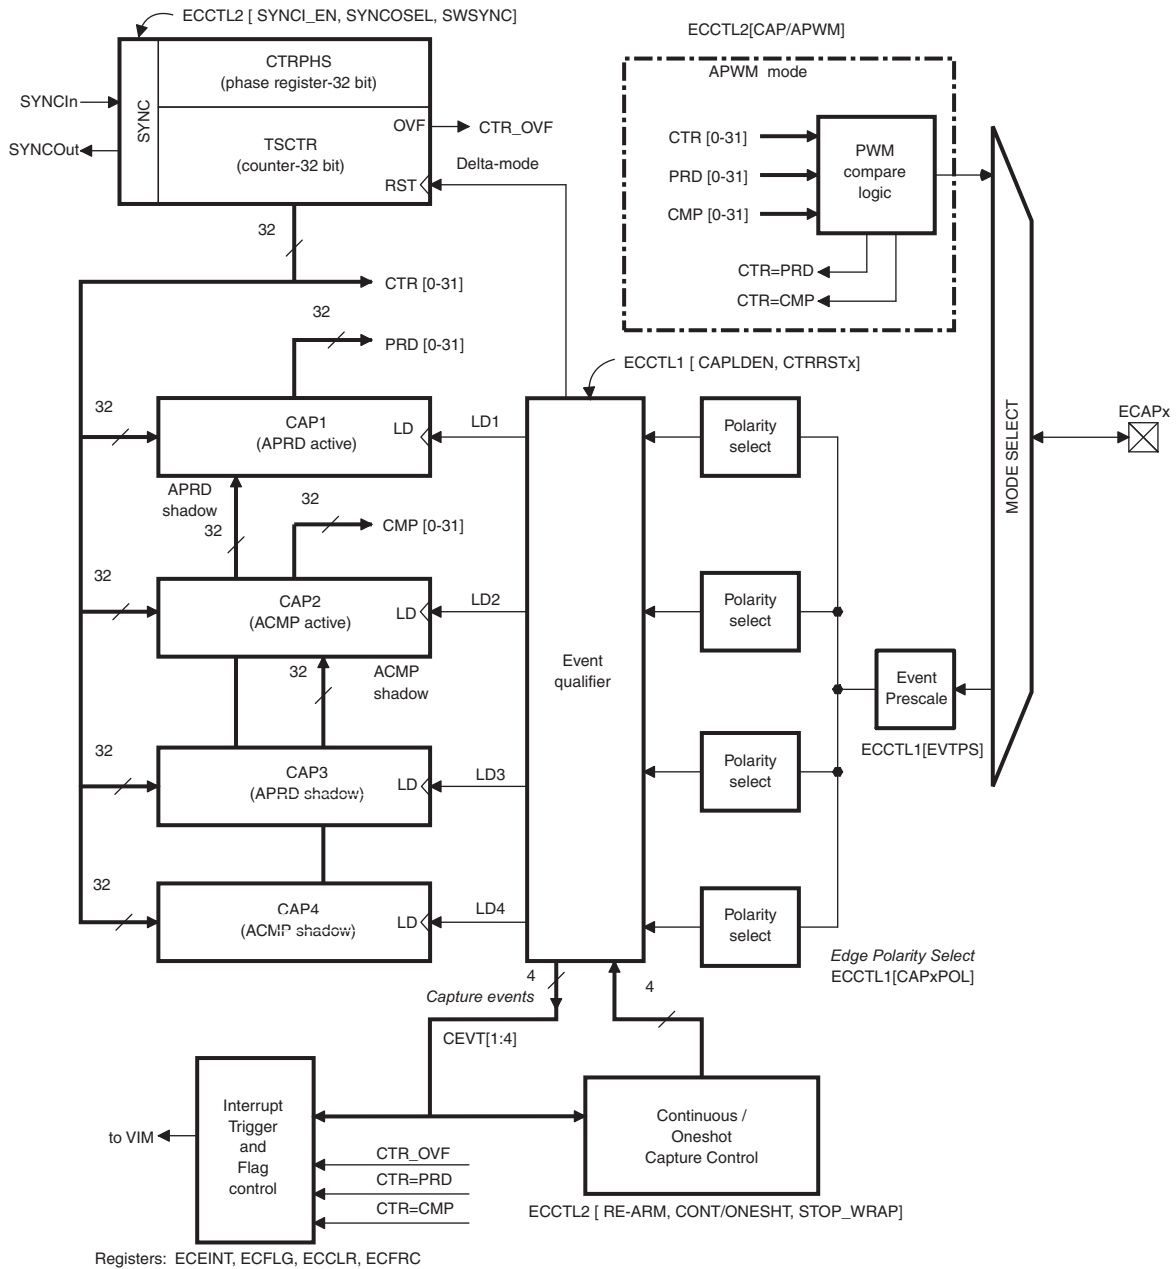 ECCTL2 [ SYNCI_EN, SYNCOSEL, SWSYNC]
SYNCIn
SYNCOut
SYNC
CTRPHS
(phase register-32 bit)
TSCTR
(counter-32 bit)
OVF
RST
CTR_OVF
Delta-mode
ECCTL2[CAP/APWM]
APWM mode
CTR [0-31]
PRD [0-31]
CMP [0-31]
PWM
compare
logic
CTR=PRD
CTR=CMP
32
CTR [0-31]
32
PRD [0-31]
ECCTL1 [ CAPLDEN, CTRRSTx]
32
CAP1
(APRD active)
LD
LD1
Polarity
select
MODE SELECT
ECAPx
APRD
shadow
32
32
CMP [0-31]
32
CAP2
(ACMP active)
LD
LD2
Polarity
select
32
ACMP
shadow
Event
qualifier
Event
Prescale
ECCTL1[EVTPS]
32
CAP3
(APRD shadow)
LD
LD3
Polarity
select
32
CAP4
(ACMP shadow)
LD
LD4
Polarity
select
Edge Polarity Select
ECCTL1[CAPxPOL]
4
Capture events
CEVT[1:4]
4
Interrupt
Trigger
and
Flag
control
to VIM
CTR_OVF
CTR=PRD
CTR=CMP
Continuous /
Oneshot
Capture Control
ECCTL2 [ RE-ARM, CONT/ONESHT, STOP_WRAP]
Registers: ECEINT, ECFLG, ECCLR, ECFRC